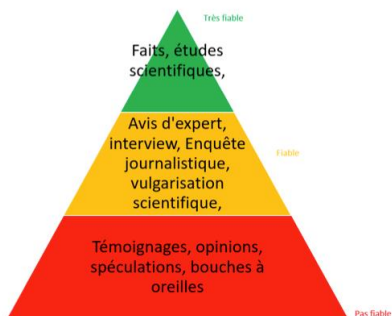 Très fiable
Faits, études
scientifiques,
Avis d'expert,
interview, Enquête
journalistique,
vulgarisation
scientifique,
Fiable
Témoignages, opinions,
spéculations, bouches à
oreilles
Pas fiable